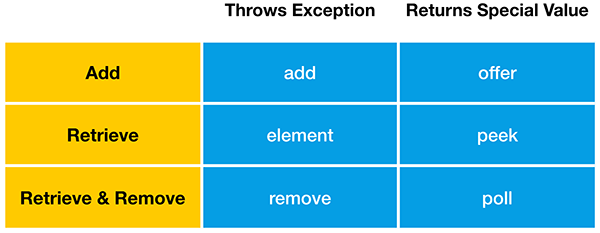 Throws Exception Returns Special Value
Add add offer
Retrieve element peek
Retrieve & Remove remove poll